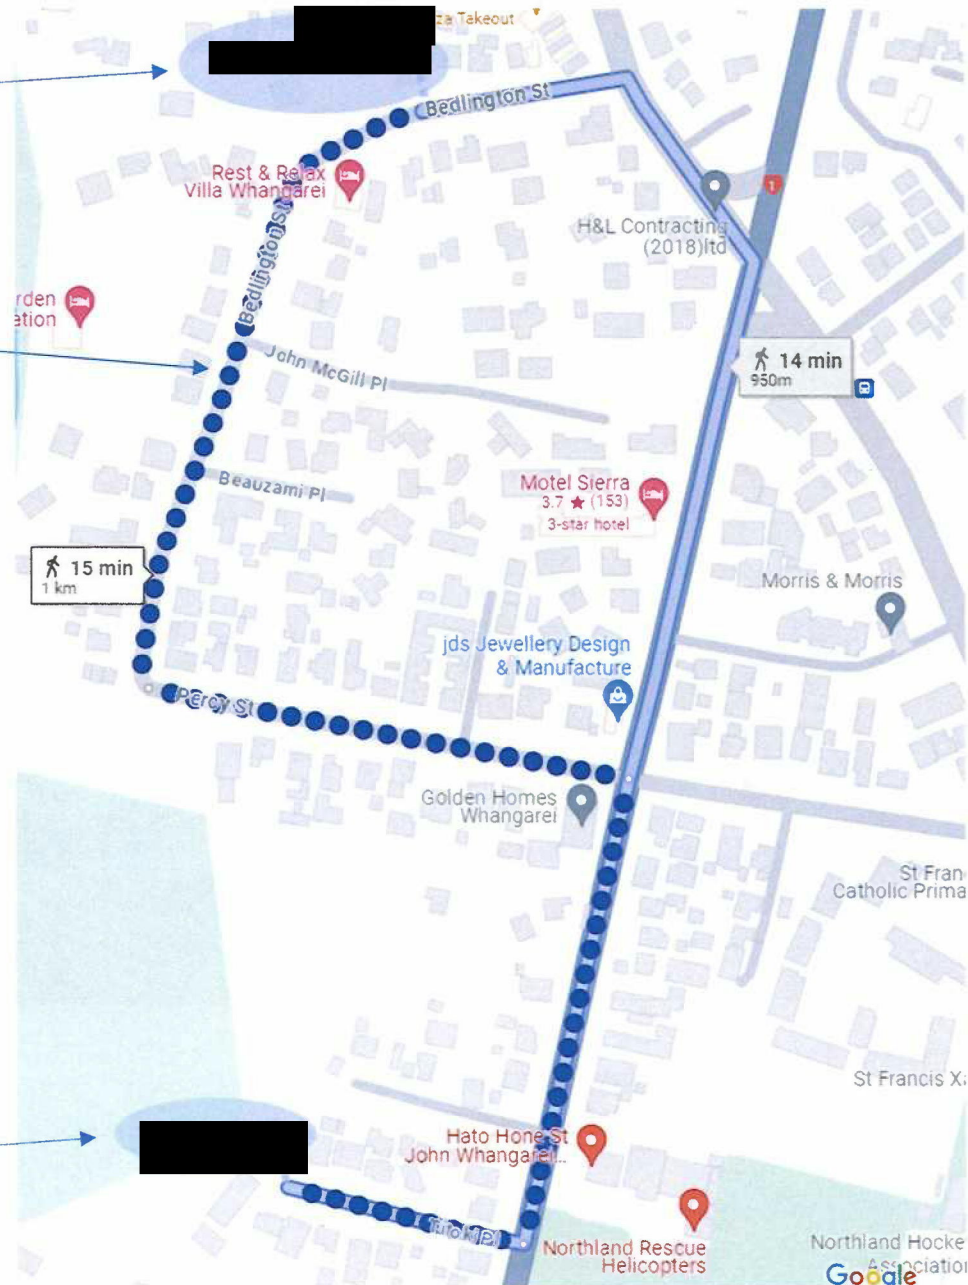 za Takeout
Bedlington St
Rest & Relax
Villa Whangarei
1
H&L Contracting
(2018)ltd
Bedlington St
rden
ation
John McGill Pl
14 min
950m
Beauzami Pl
Motel Sierra
3.7 ★ (153)
3-star hotel
15 min
1 km
Morris & Morris
jds Jewellery Design
& Manufacture
Percy St
Golden Homes
Whangarei
St Fran
Catholic Prima
St Francis Xa
Hato Hone St
John Whangarei...
Northland Rescue
Helicopters
Northland Hocke
Association
Google